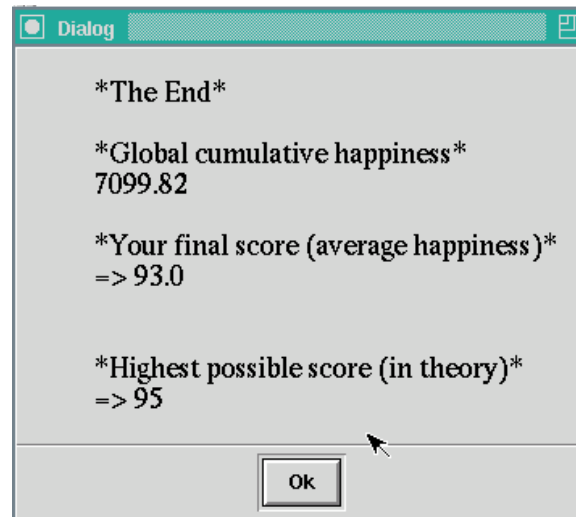 Dialog
*The End*
*Global cumulative happiness*
7099.82
*Your final score (average happiness)*
=> 93.0
*Highest possible score (in theory)*
=> 95
Ok